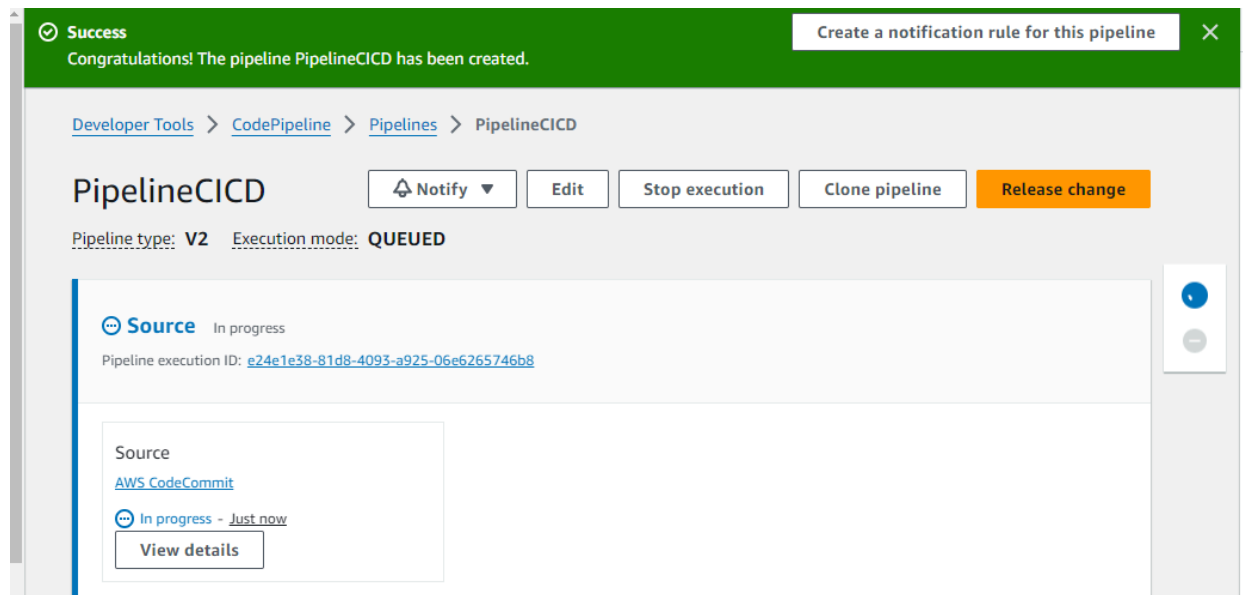 Success
Congratulations! The pipeline PipelineCICD has been created.
Create a notification rule for this pipeline
Developer Tools > CodePipeline > Pipelines > PipelineCICD
PipelineCICD
Notify
Edit
Stop execution
Clone pipeline
Release change
Pipeline type: V2 Execution mode: QUEUED
Source In progress
Pipeline execution ID: e24e1e38-81d8-4093-a925-06e6265746b8
Source
AWS CodeCommit
In progress - Just now
View details